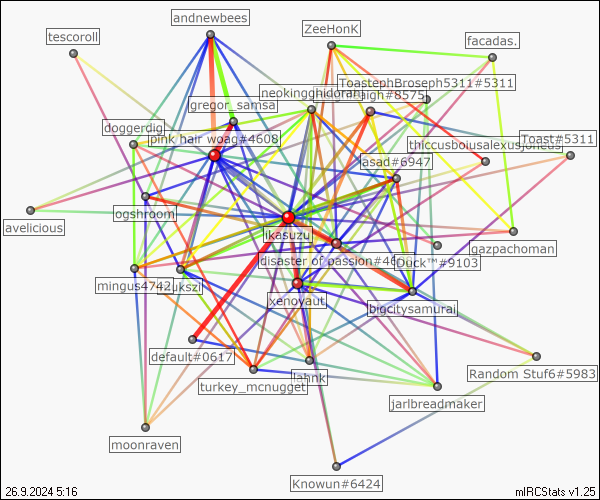 andnewbees
ZeeHonK
tescoroll
facadas.
ToastephBroseph5311#5311
neokingghidorah
aigh#8575
gregor_samsa
doggerdig
pink hair woag#4608
thiccusbousalexusjoneus
Toast#5311
asad#6947
ogshroom
avelicious
ikasuzu
gazpachoman
disaster of passion#46
Duck™#9103
mingus4742
ukszi
xenoyaut
bigcitysamurai
default#0617
lahnk
turkey_mcnugget
Random Stuf6#5983
jarlbreadmaker
moonraven
Knowun#6424
26.9.2024 5:16
mIRCStats v1.25